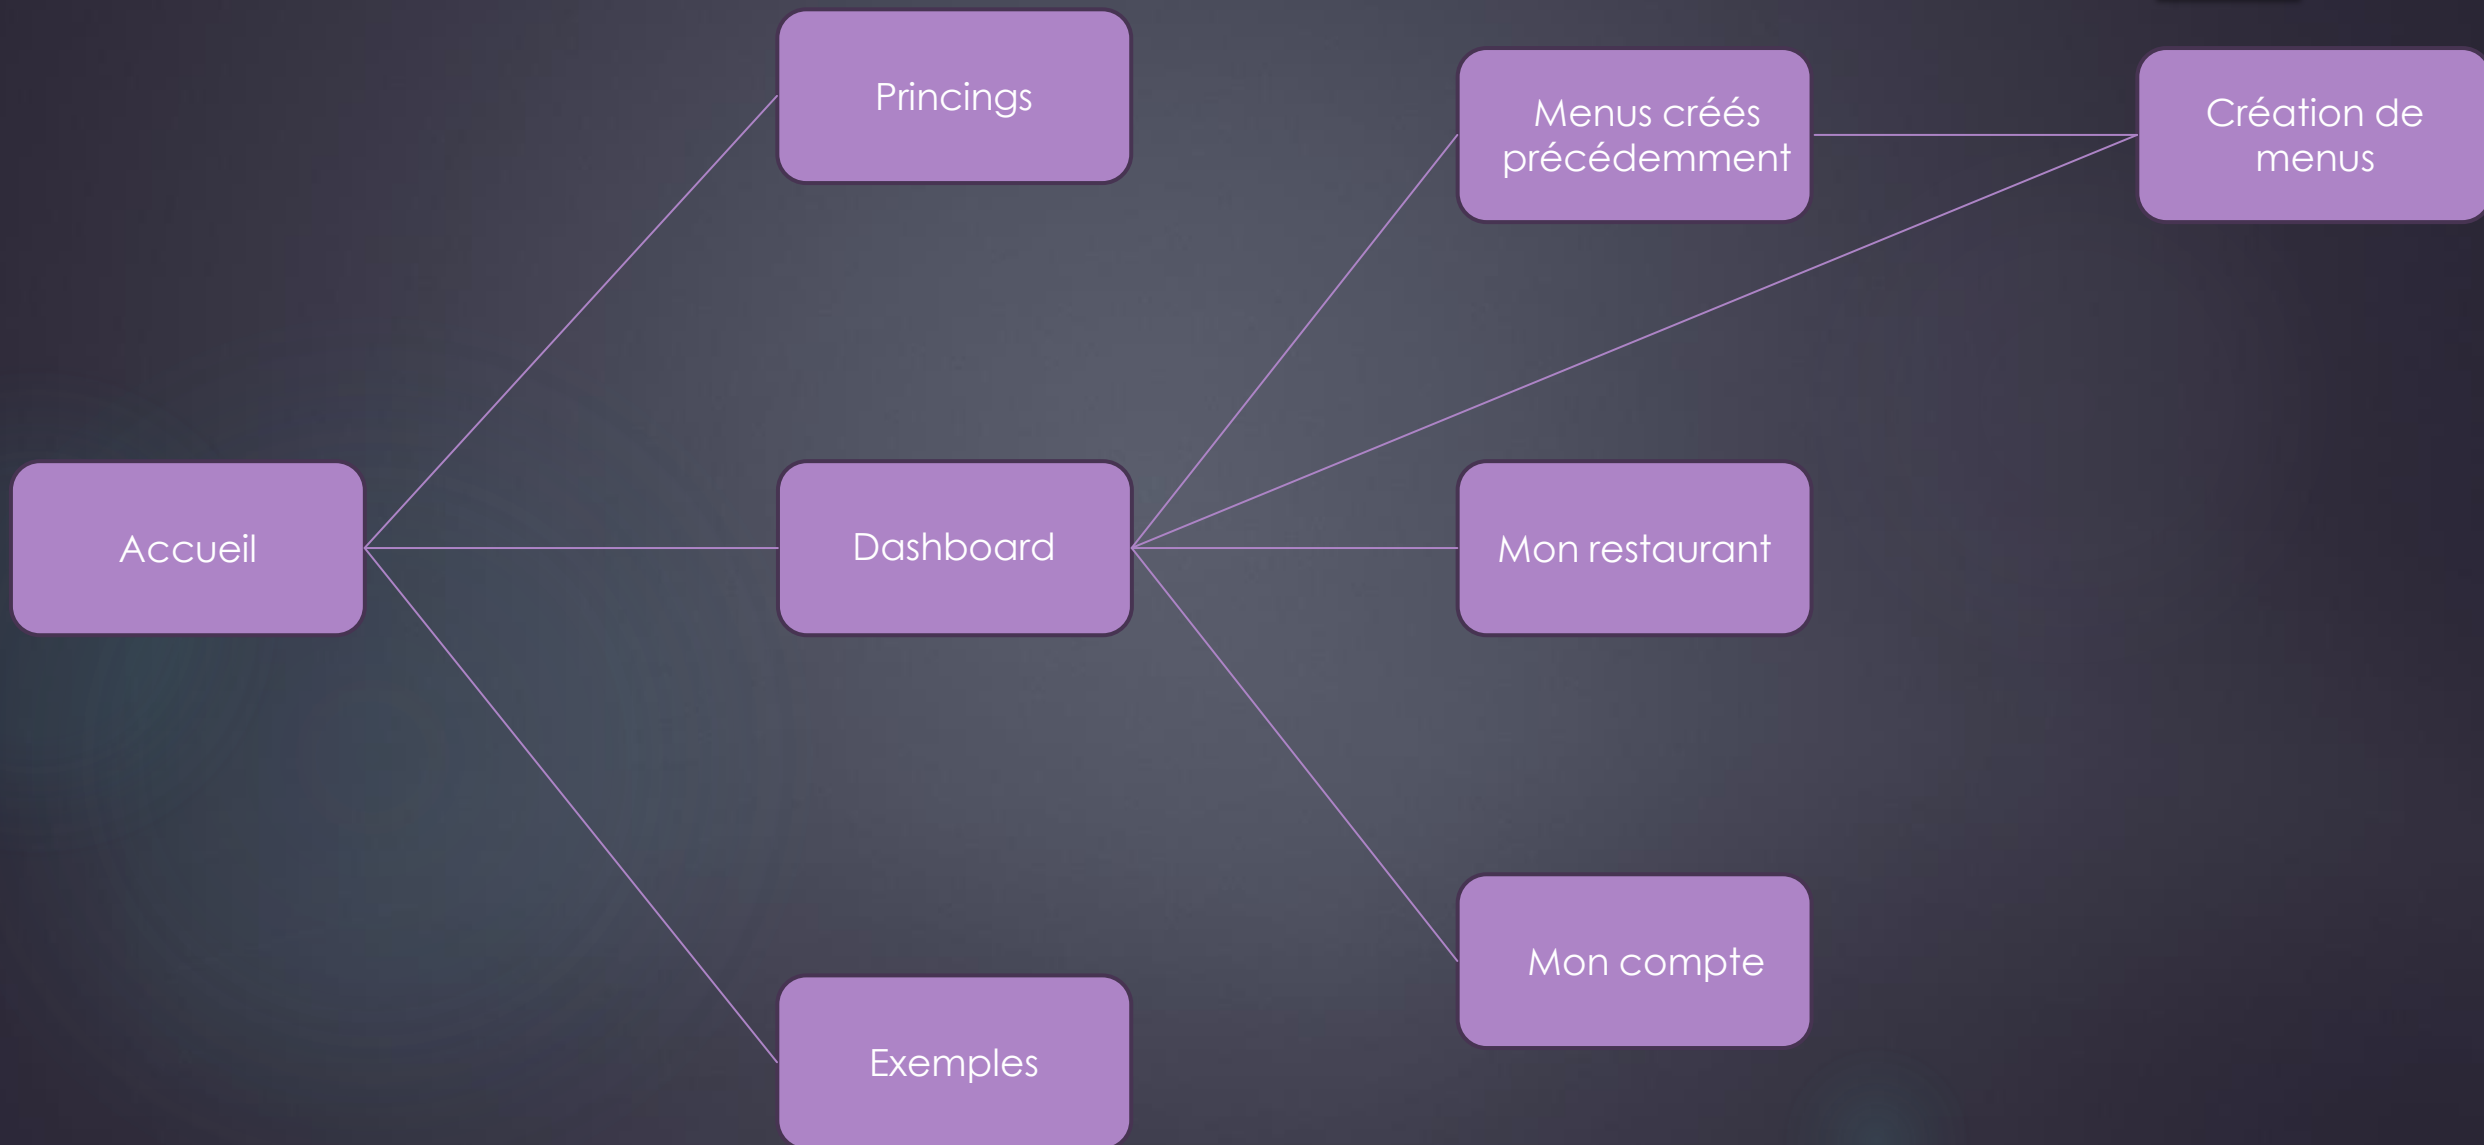 Princings
Menus créés
précédemment
Création de
menus
Accueil
Dashboard
Mon restaurant
Mon compte
Exemples